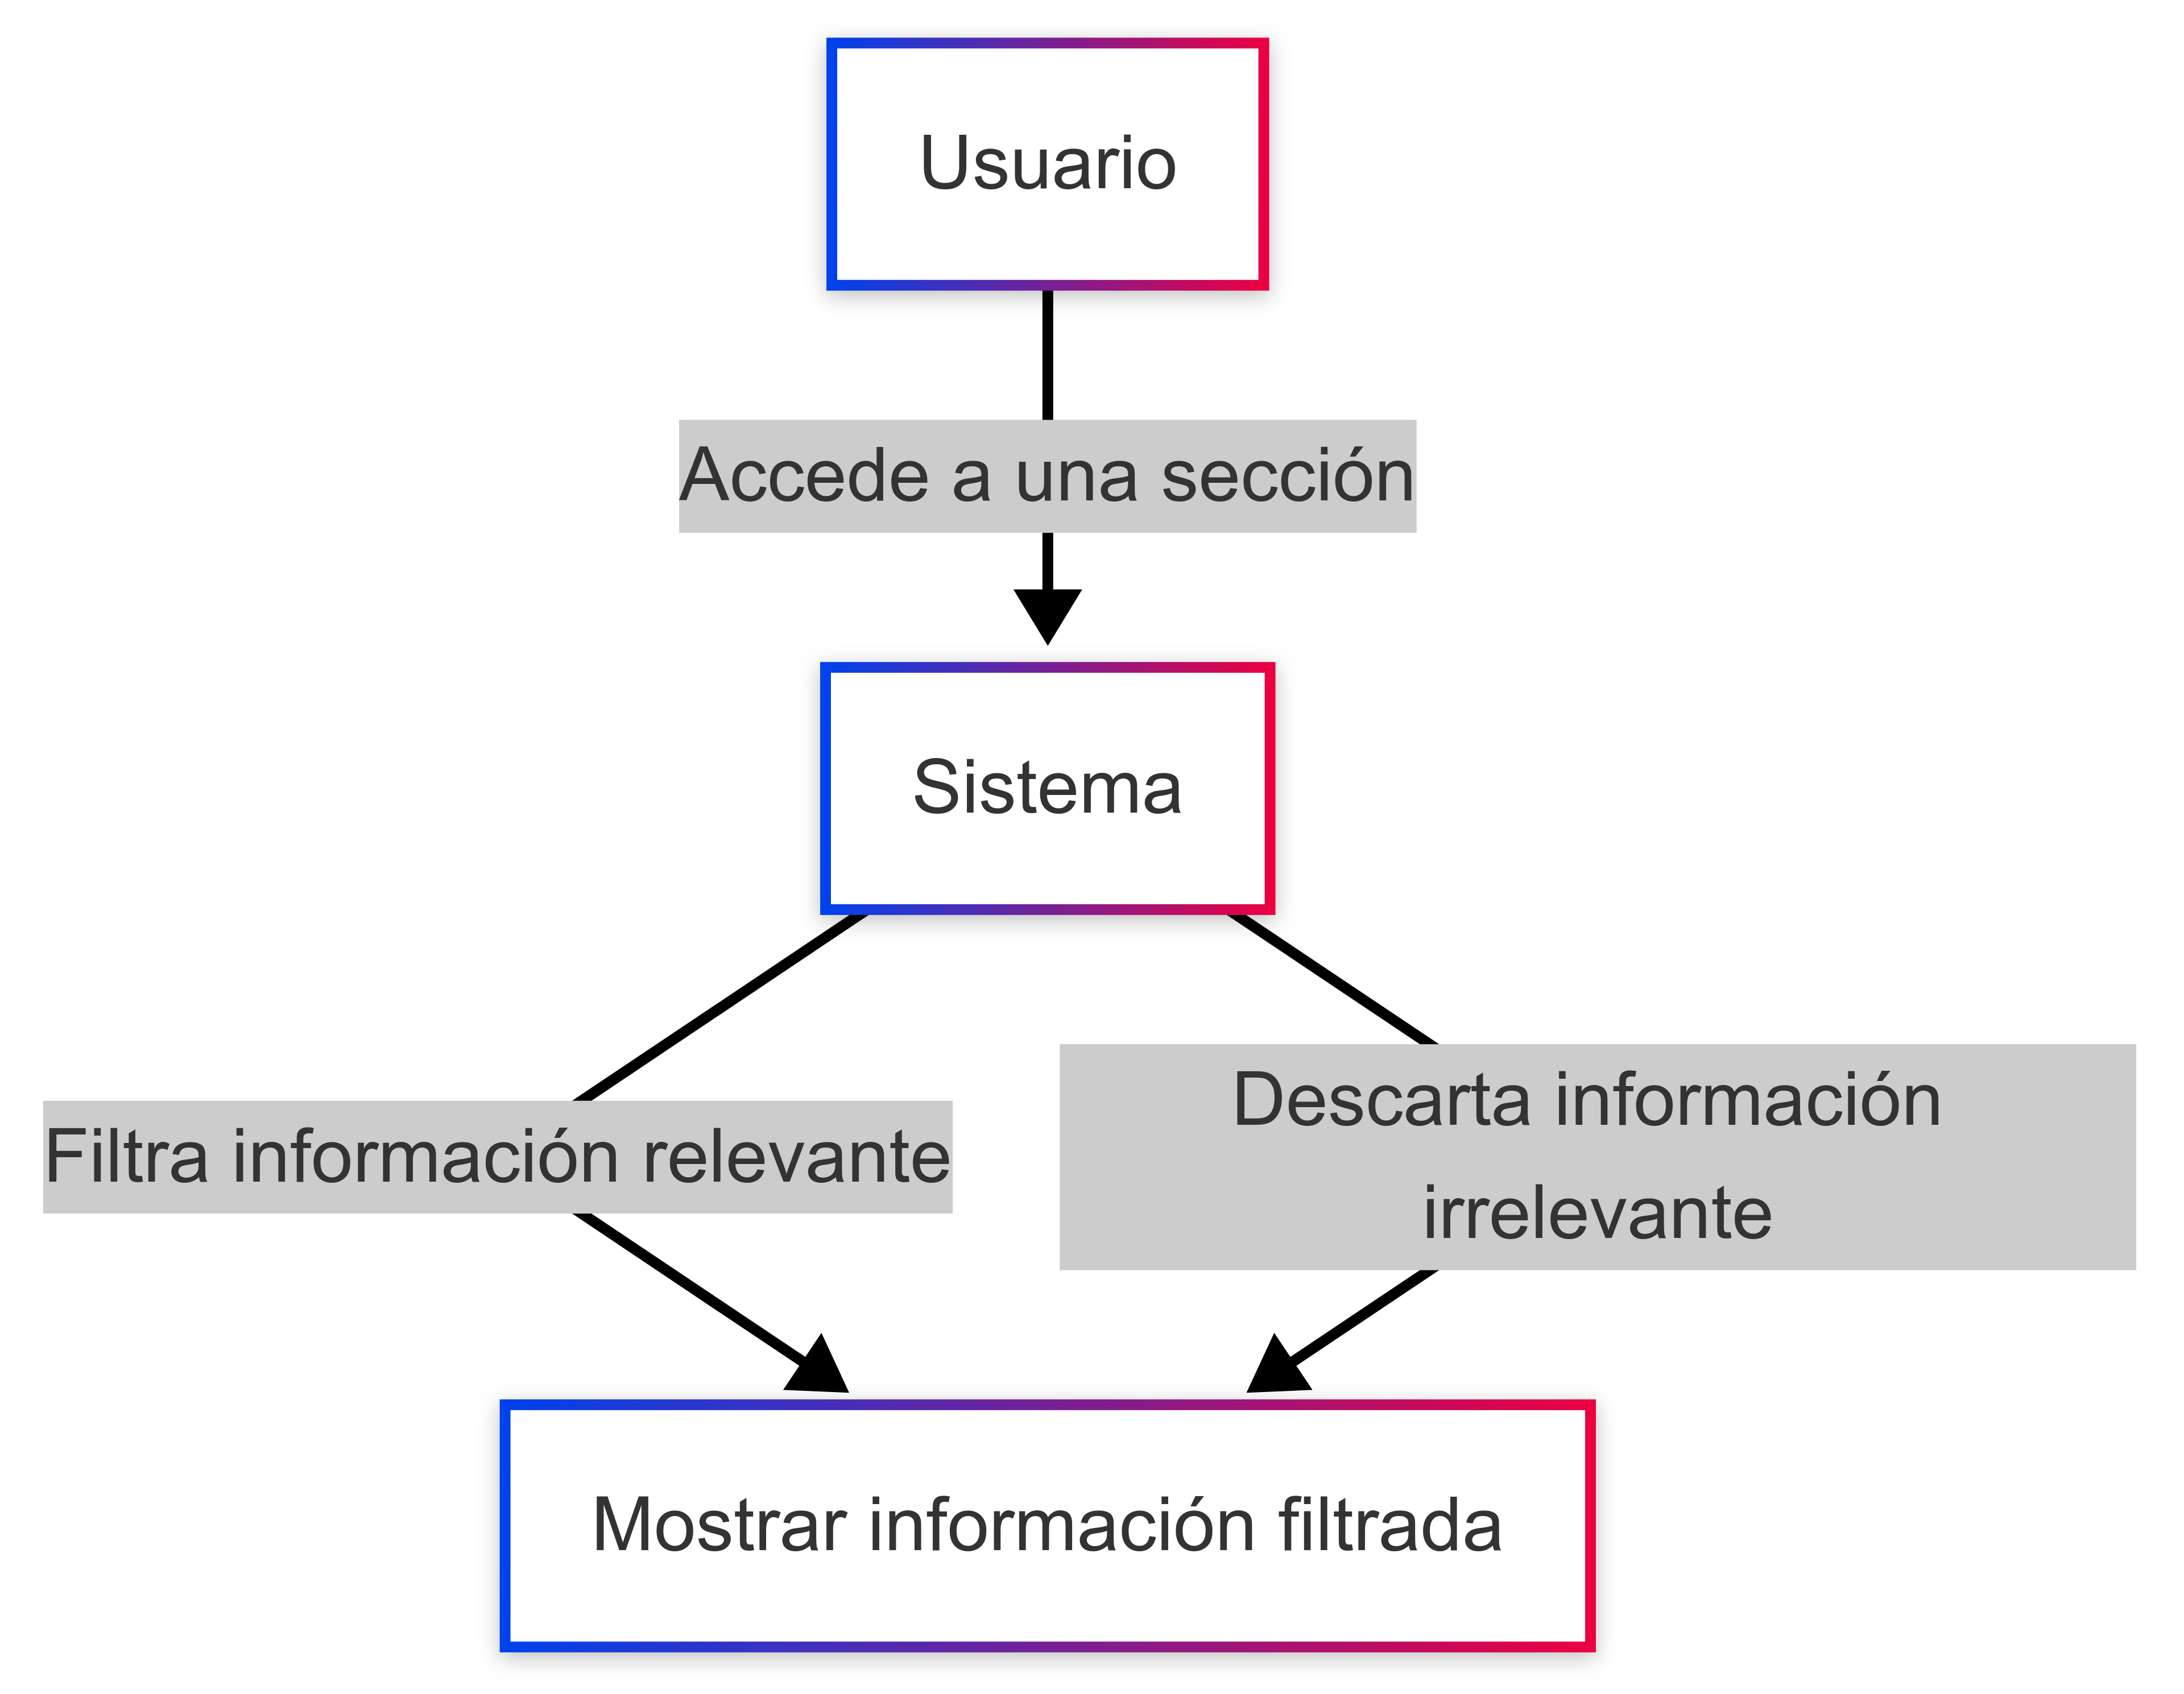 Usuario
Accede a una sección
Sistema
Filtra información relevante
Descarta información
irrelevante
Mostrar información filtrada